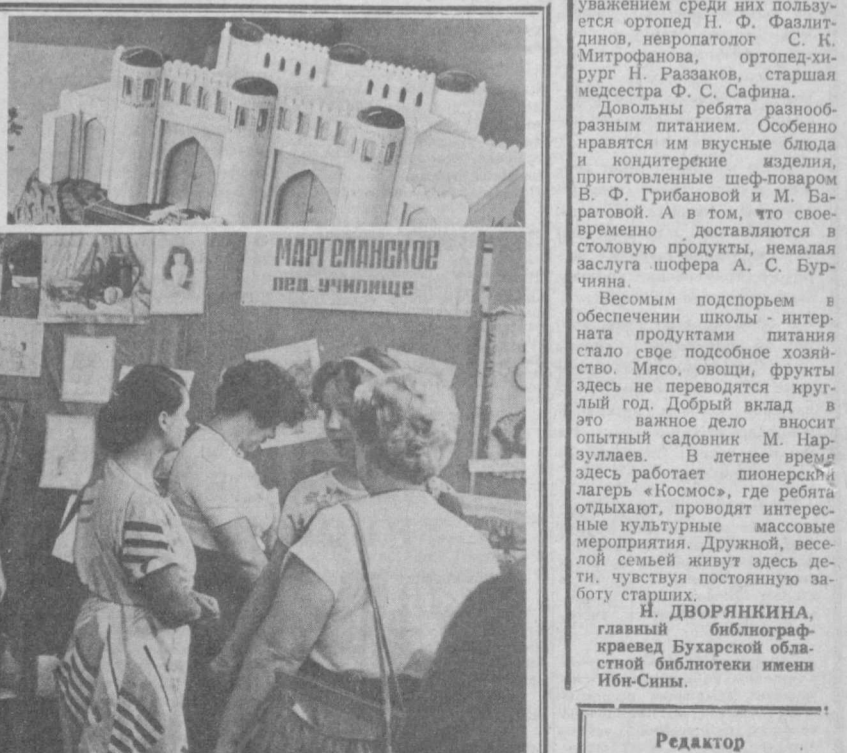 МАРГЕЛАНСКОЕ
пед. училище
уважением среди них пользу-
ется ортопед Н. Ф. Фазлит-
динов, невропатолог С. К.
Митрофанова, ортопед-хи-
рург Н. Раззаков, старшая
медсестра Ф. С. Сафина.
Довольны ребята разнооб-
разным питанием. Особенно
нравятся им вкусные блюда
и кондитерские изделия,
приготовленные шеф-поваром
В. Ф. Грибановой и М. Ба-
ратовой. А в том, что свое-
временно доставляются в
столовую продукты, немалая
заслуга шофера А. С. Бур-
чияна.
Весомым подспорьем в
обеспечении школы - интер-
ната продуктами питания
стало свое подсобное хозяй-
ство. Мясо, овощи, фрукты
здесь не переводятся круг-
лый год. Добрый вклад в
это важное дело вносит
опытный садовник М. Нар-
зуллаев. В летнее время
здесь работает пионерский
лагерь «Космос», где ребята
отдыхают, проводят интерес-
ные культурные массовые
мероприятия. Дружной, весе-
лой семьей живут здесь де-
ти, чувствуя постоянную за-
боту старших.
Н. ДВОРЯНКИНА,
главный библиограф-
краевед Бухарской обла-
стной библиотеки имени
Ибн-Сины.
Редактор